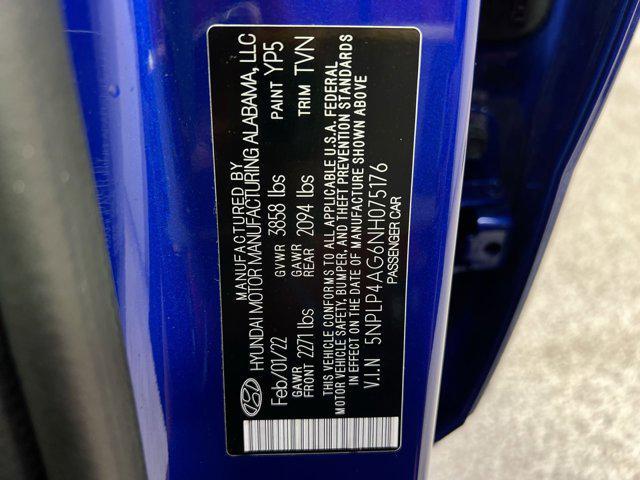 MANUFACTURED BY
HYUNDAI MOTOR MANUFACTURING ALABAMA, LLC
Feb/01/22 GVWR 3858 lbs PAINT YP5
GAWR FRONT 2271 lbs GAWR REAR 2094 lbs TRIM TVN
THIS VEHICLE CONFORMS TO ALL APPLICABLE U.S.A. FEDERAL
MOTOR VEHICLE SAFETY, BUMPER, AND THEFT PREVENTION STANDARDS
IN EFFECT ON THE DATE OF MANUFACTURE SHOWN ABOVE
V.I.N 5NPLP4AG6NH075176
PASSENGER CAR